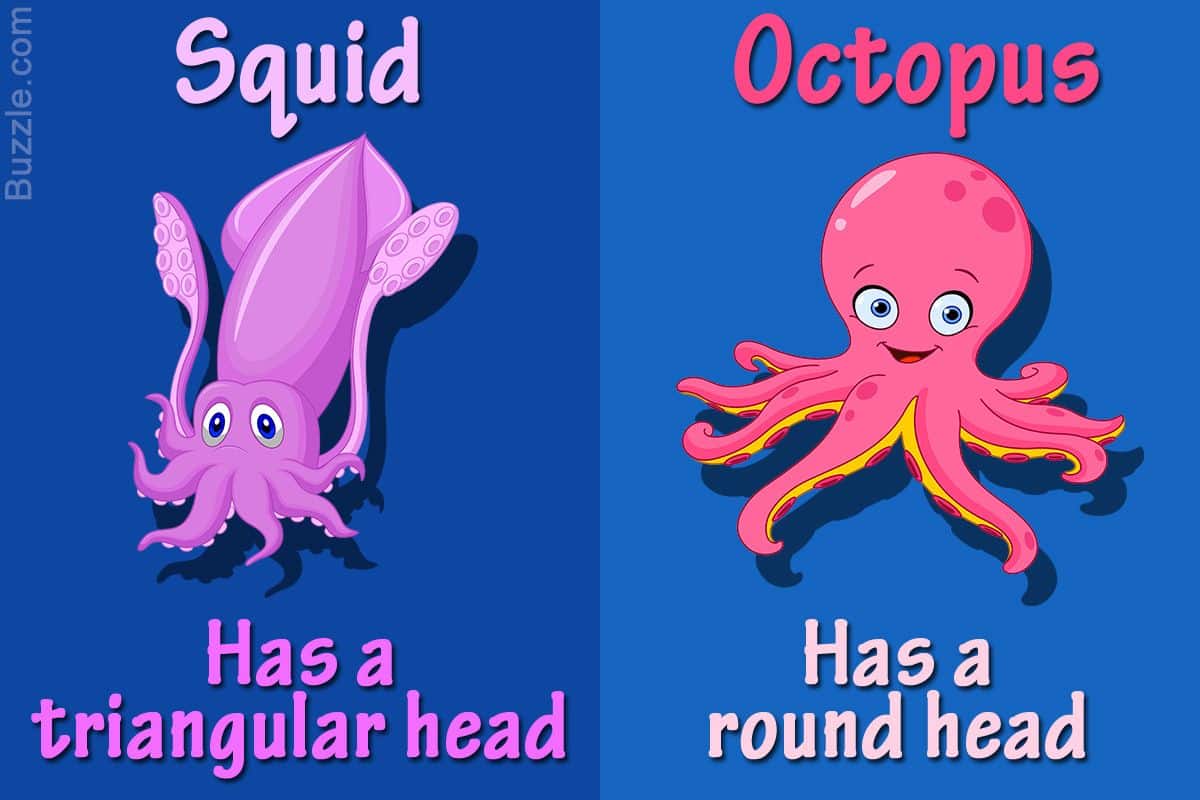 Buzzle.com
Squid
Has a
triangular head
Octopus
Has a
round head